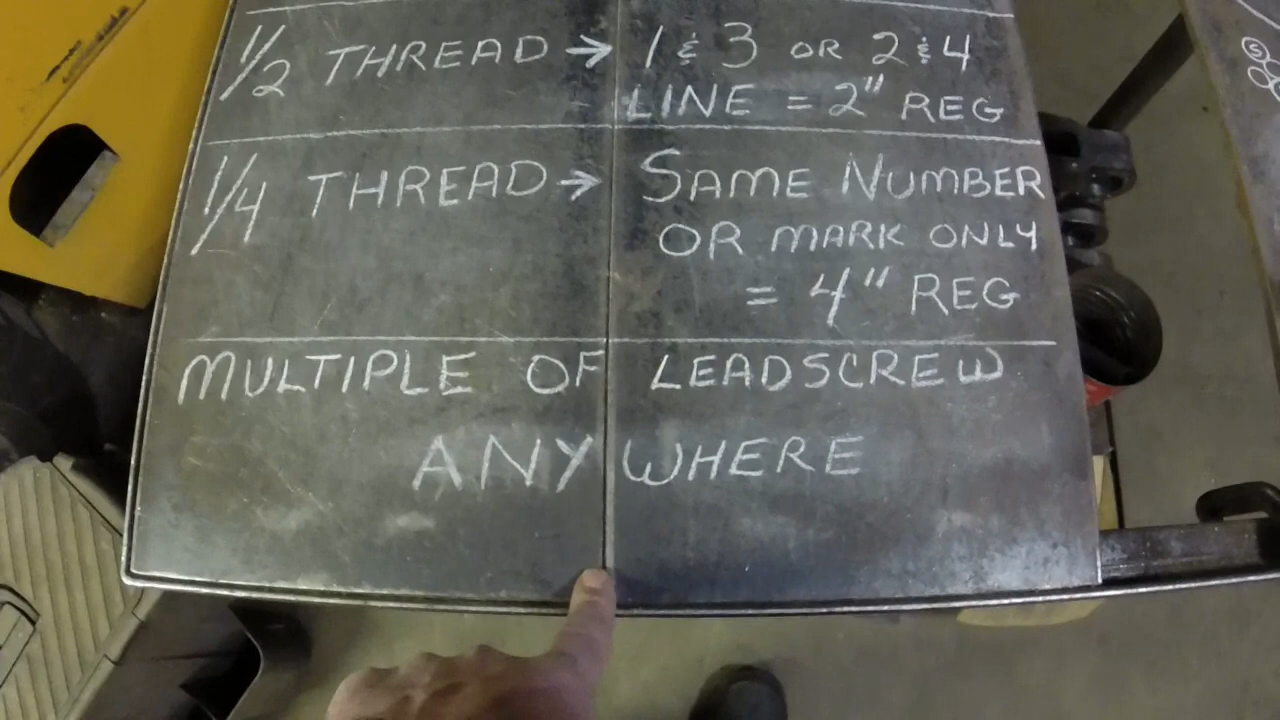 1/2 THREAD → 1 & 3 OR 2 & 4
LINE = 2" REG
1/4 THREAD → SAME NUMBER
OR MARK ONLY
= 4" REG
MULTIPLE OF LEADSCREW
ANYWHERE
5